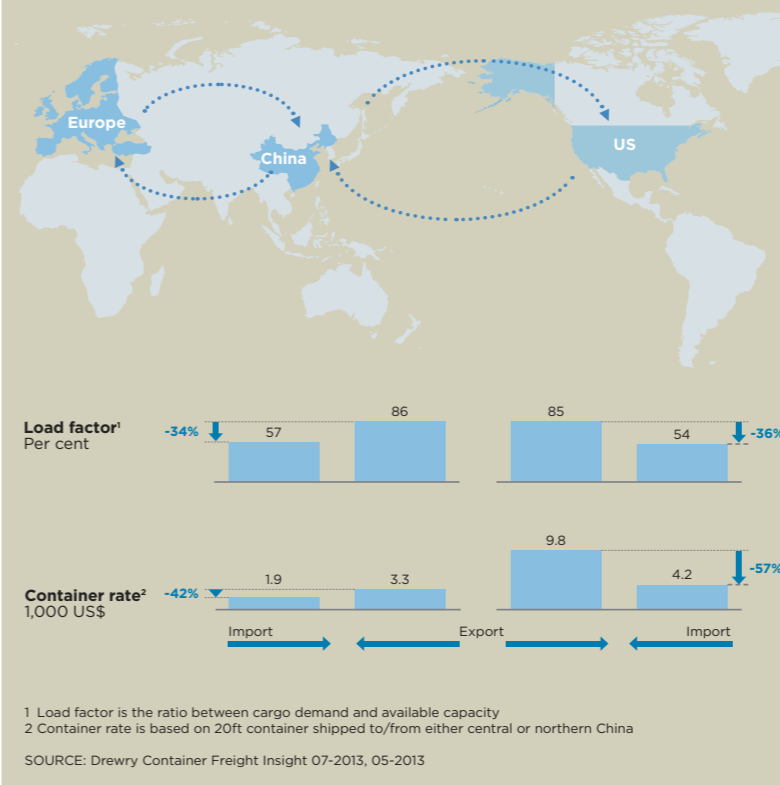 Europe
China
US
Load factor¹
Per cent
-34%
57
86
85
54
-36%
Container rate²
1,000 US$
-42%
1.9
3.3
9.8
4.2
-57%
Import
Export
Import
1 Load factor is the ratio between cargo demand and available capacity
2 Container rate is based on 20ft container shipped to/from either central or northern China
SOURCE: Drewry Container Freight Insight 07-2013, 05-2013